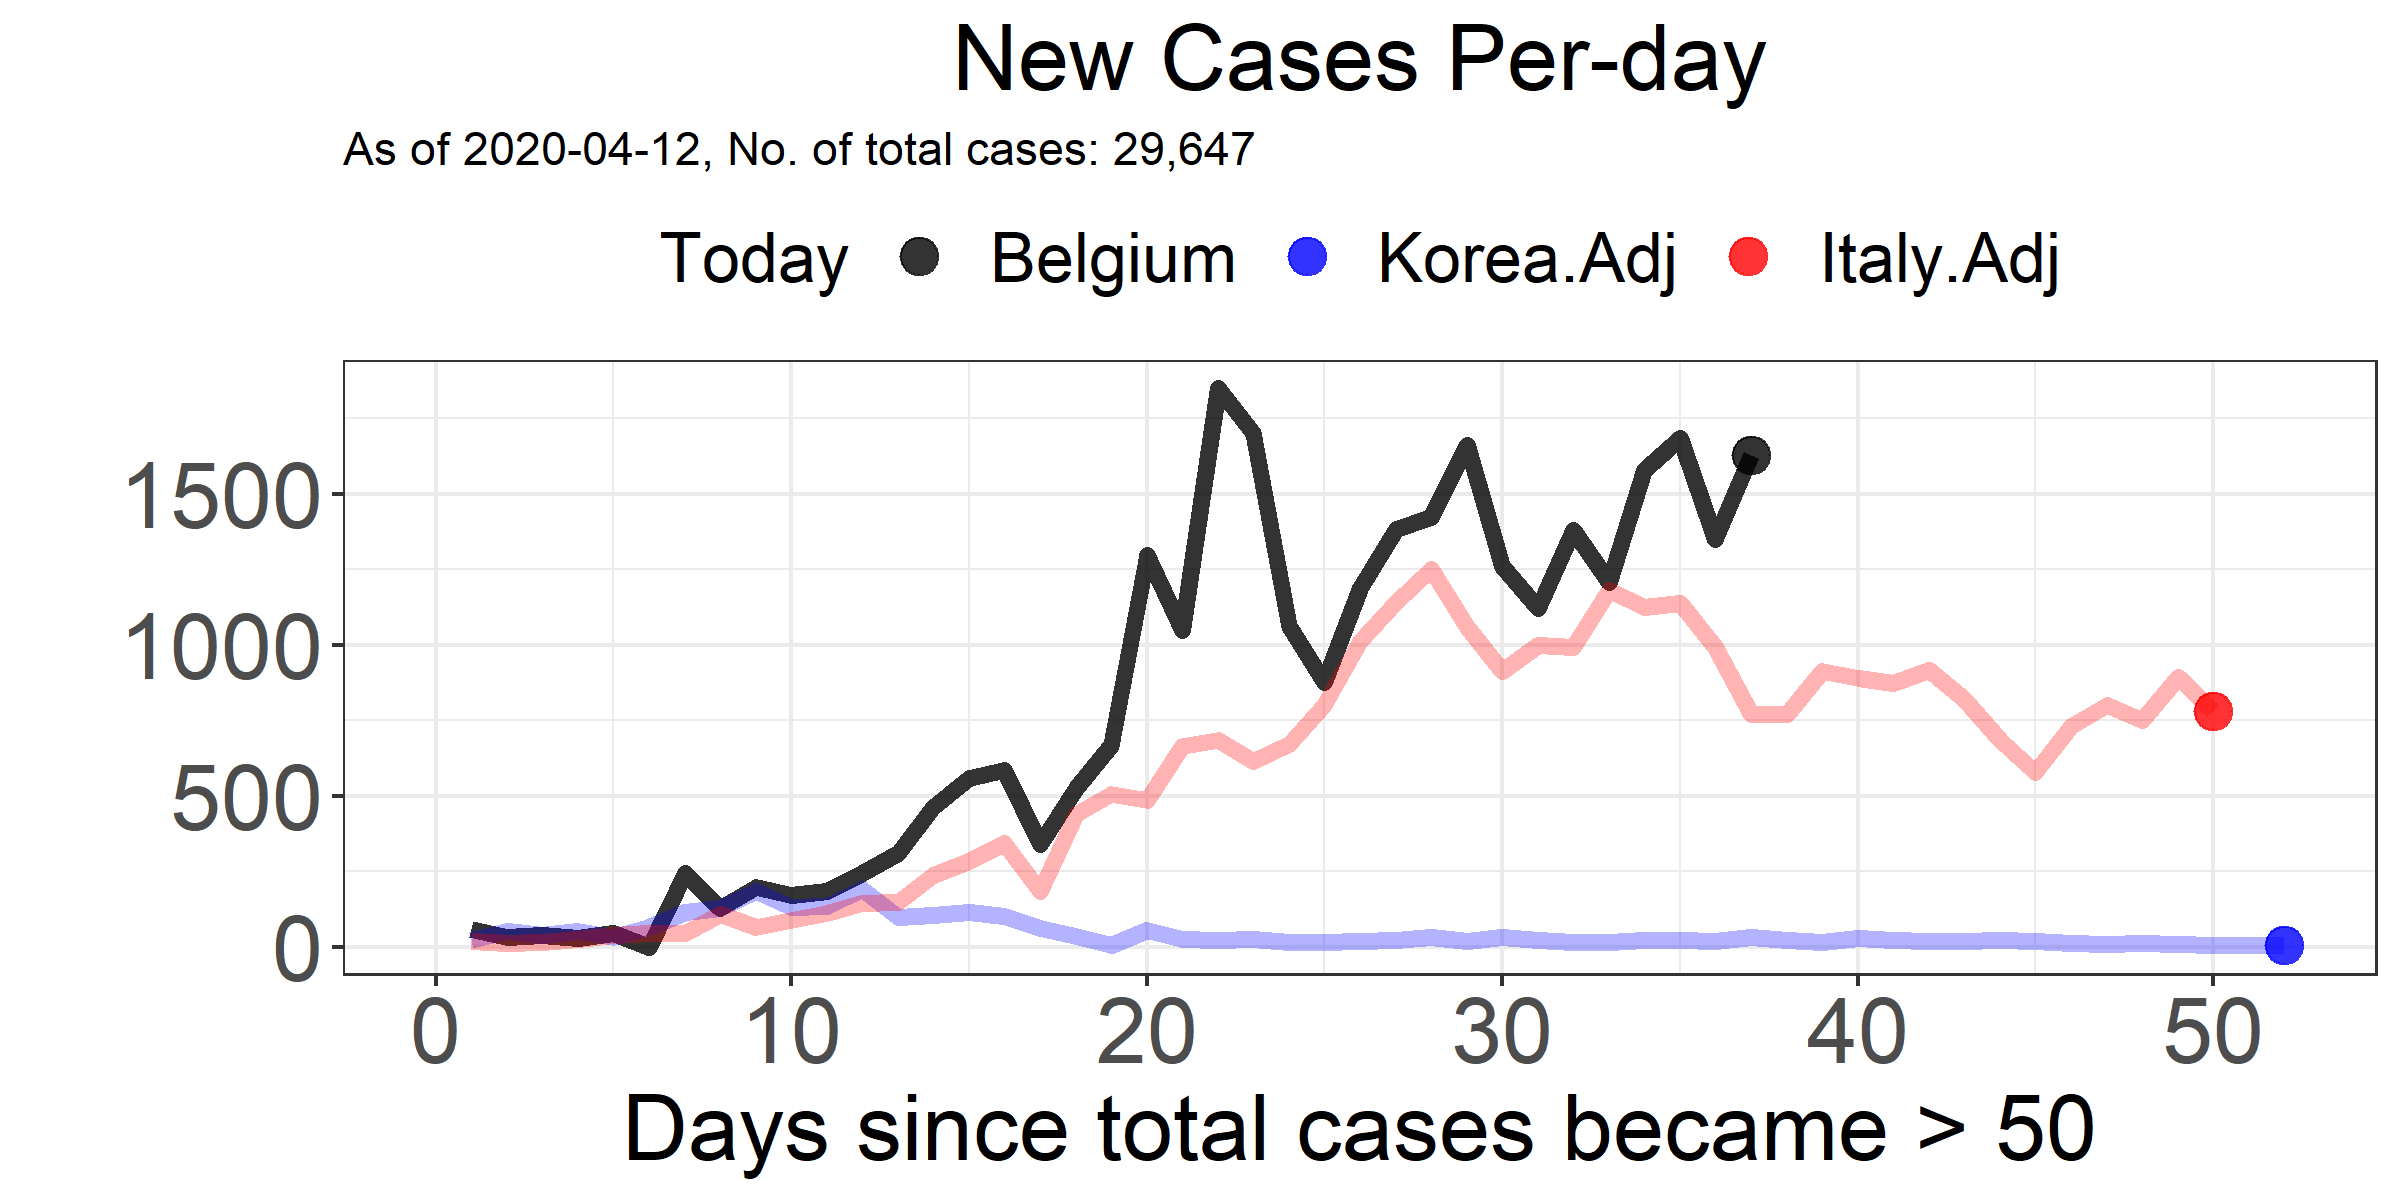 New Cases Per-day
As of 2020-04-12, No. of total cases: 29,647
Today Belgium Korea.Adj Italy.Adj
1500
1000
500
0
0 10 20 30 40 50
Days since total cases became > 50